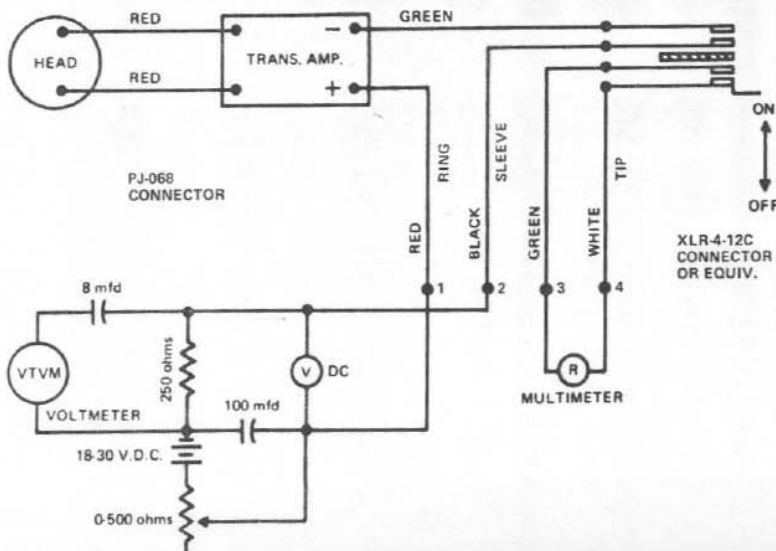 RED
HEAD
RED
TRANS. AMP.
−
+
GREEN
ON
OFF
PJ-068
CONNECTOR
RING
SLEEVE
TIP
RED
BLACK
GREEN
WHITE
XLR-4-12C
CONNECTOR
OR EQUIV.
1
2
3
4
8 mfd
VTVM
VOLTMETER
250 ohms
V
DC
R
MULTIMETER
100 mfd
18-30 V.D.C.
0-500 ohms